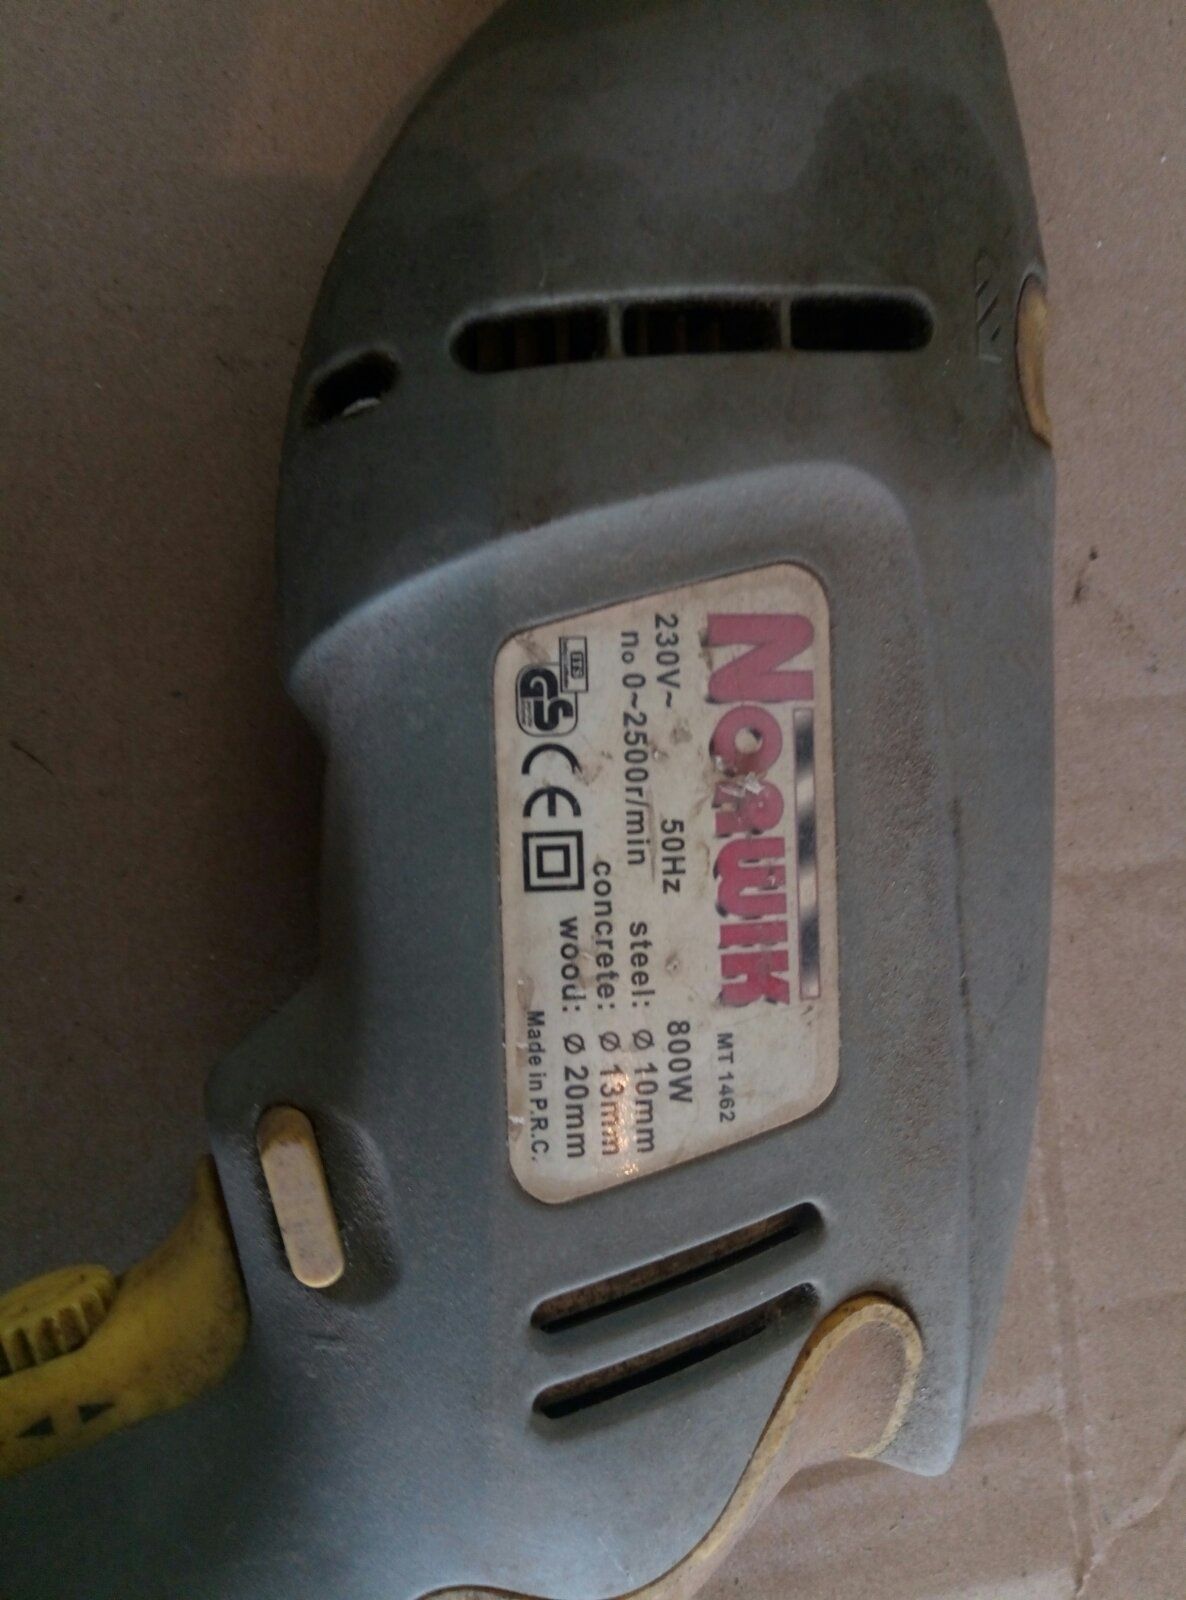 NORWIK
MT 1462
230V~ 50Hz 800W
no 0~2500r/min steel: Ø 10mm
concrete: Ø 13mm
wood: Ø 20mm
ITS GS CE
Made in P.R.C.